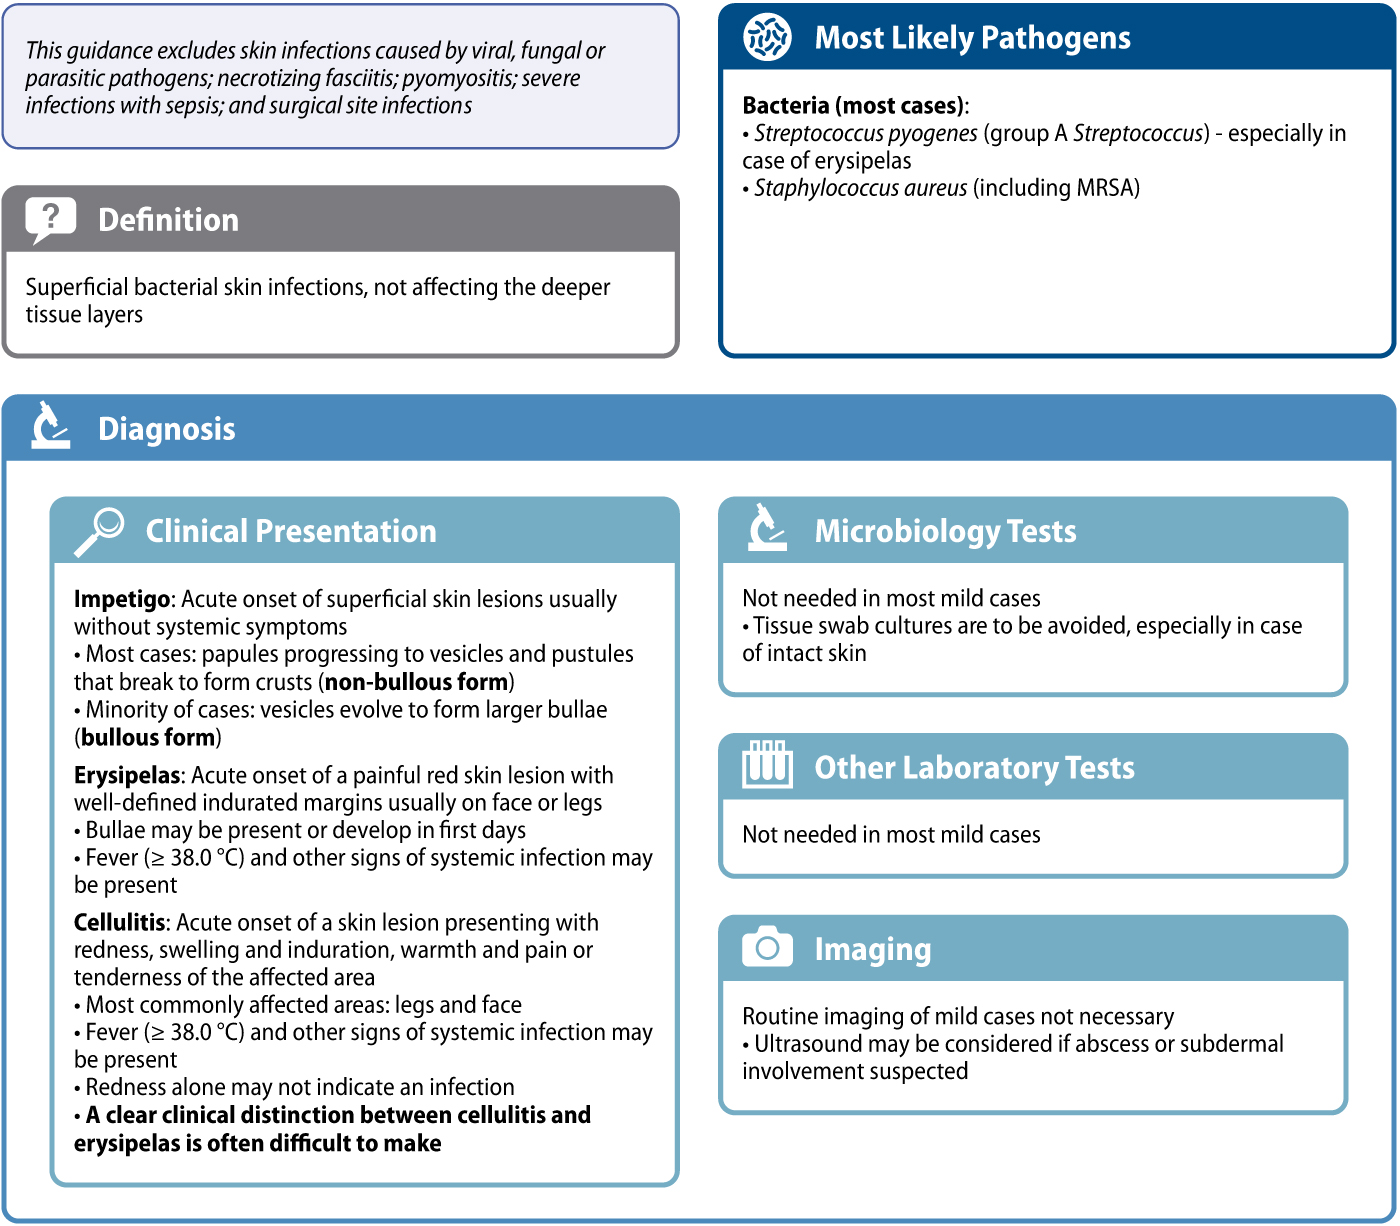 This guidance excludes skin infections caused by viral, fungal or
parasitic pathogens; necrotizing fasciitis; pyomyositis; severe
infections with sepsis; and surgical site infections
? Definition
Superficial bacterial skin infections, not affecting the deeper
tissue layers
Most Likely Pathogens
Bacteria (most cases):
• Streptococcus pyogenes (group A Streptococcus) - especially in
case of erysipelas
• Staphylococcus aureus (including MRSA)
Diagnosis
Clinical Presentation
Impetigo: Acute onset of superficial skin lesions usually
without systemic symptoms
• Most cases: papules progressing to vesicles and pustules
that break to form crusts (non-bullous form)
• Minority of cases: vesicles evolve to form larger bullae
(bullous form)
Erysipelas: Acute onset of a painful red skin lesion with
well-defined indurated margins usually on face or legs
• Bullae may be present or develop in first days
• Fever (≥ 38.0 °C) and other signs of systemic infection may
be present
Cellulitis: Acute onset of a skin lesion presenting with
redness, swelling and induration, warmth and pain or
tenderness of the affected area
• Most commonly affected areas: legs and face
• Fever (≥ 38.0 °C) and other signs of systemic infection may
be present
• Redness alone may not indicate an infection
• A clear clinical distinction between cellulitis and
erysipelas is often difficult to make
Microbiology Tests
Not needed in most mild cases
• Tissue swab cultures are to be avoided, especially in case
of intact skin
Other Laboratory Tests
Not needed in most mild cases
Imaging
Routine imaging of mild cases not necessary
• Ultrasound may be considered if abscess or subdermal
involvement suspected